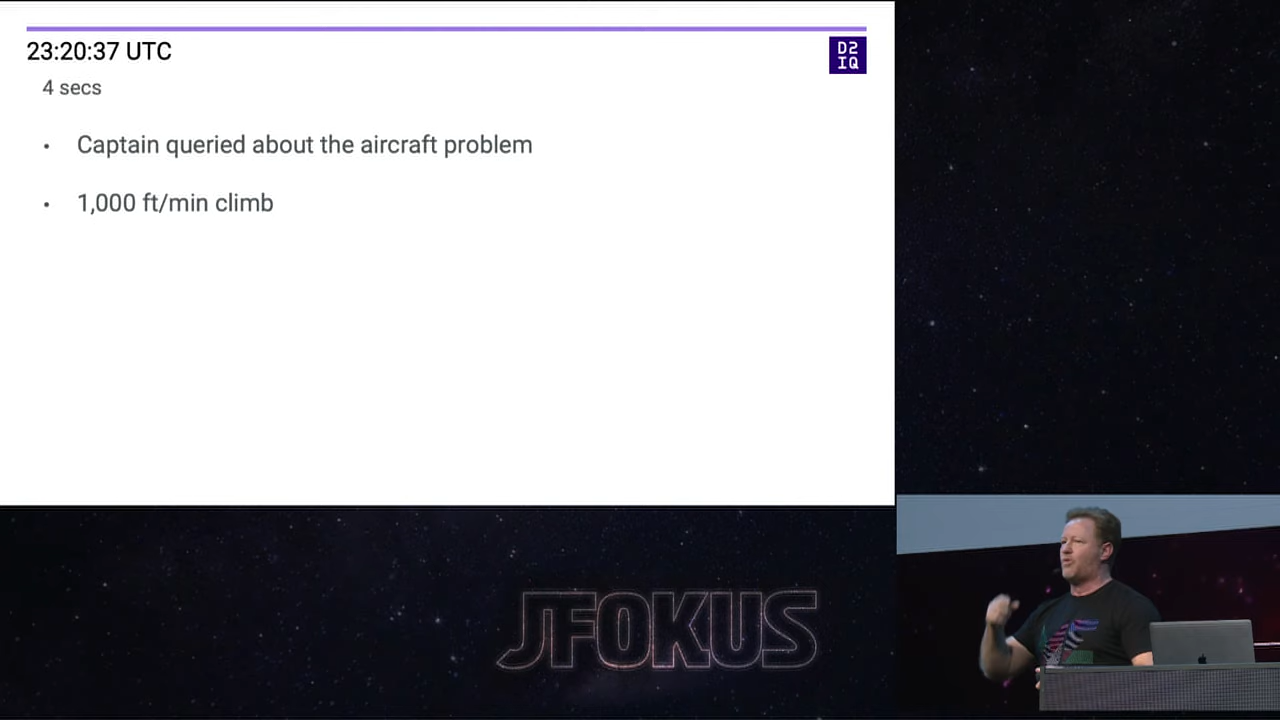 23:20:37 UTC
D2
IQ
4 secs
• Captain queried about the aircraft problem
• 1,000 ft/min climb
JFOKUS